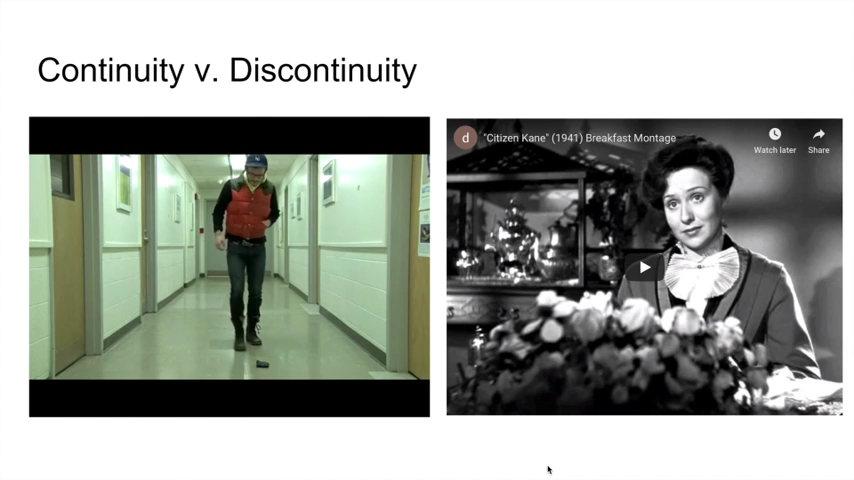 Continuity v. Discontinuity
d
"Citizen Kane" (1941) Breakfast Montage
Watch later
Share